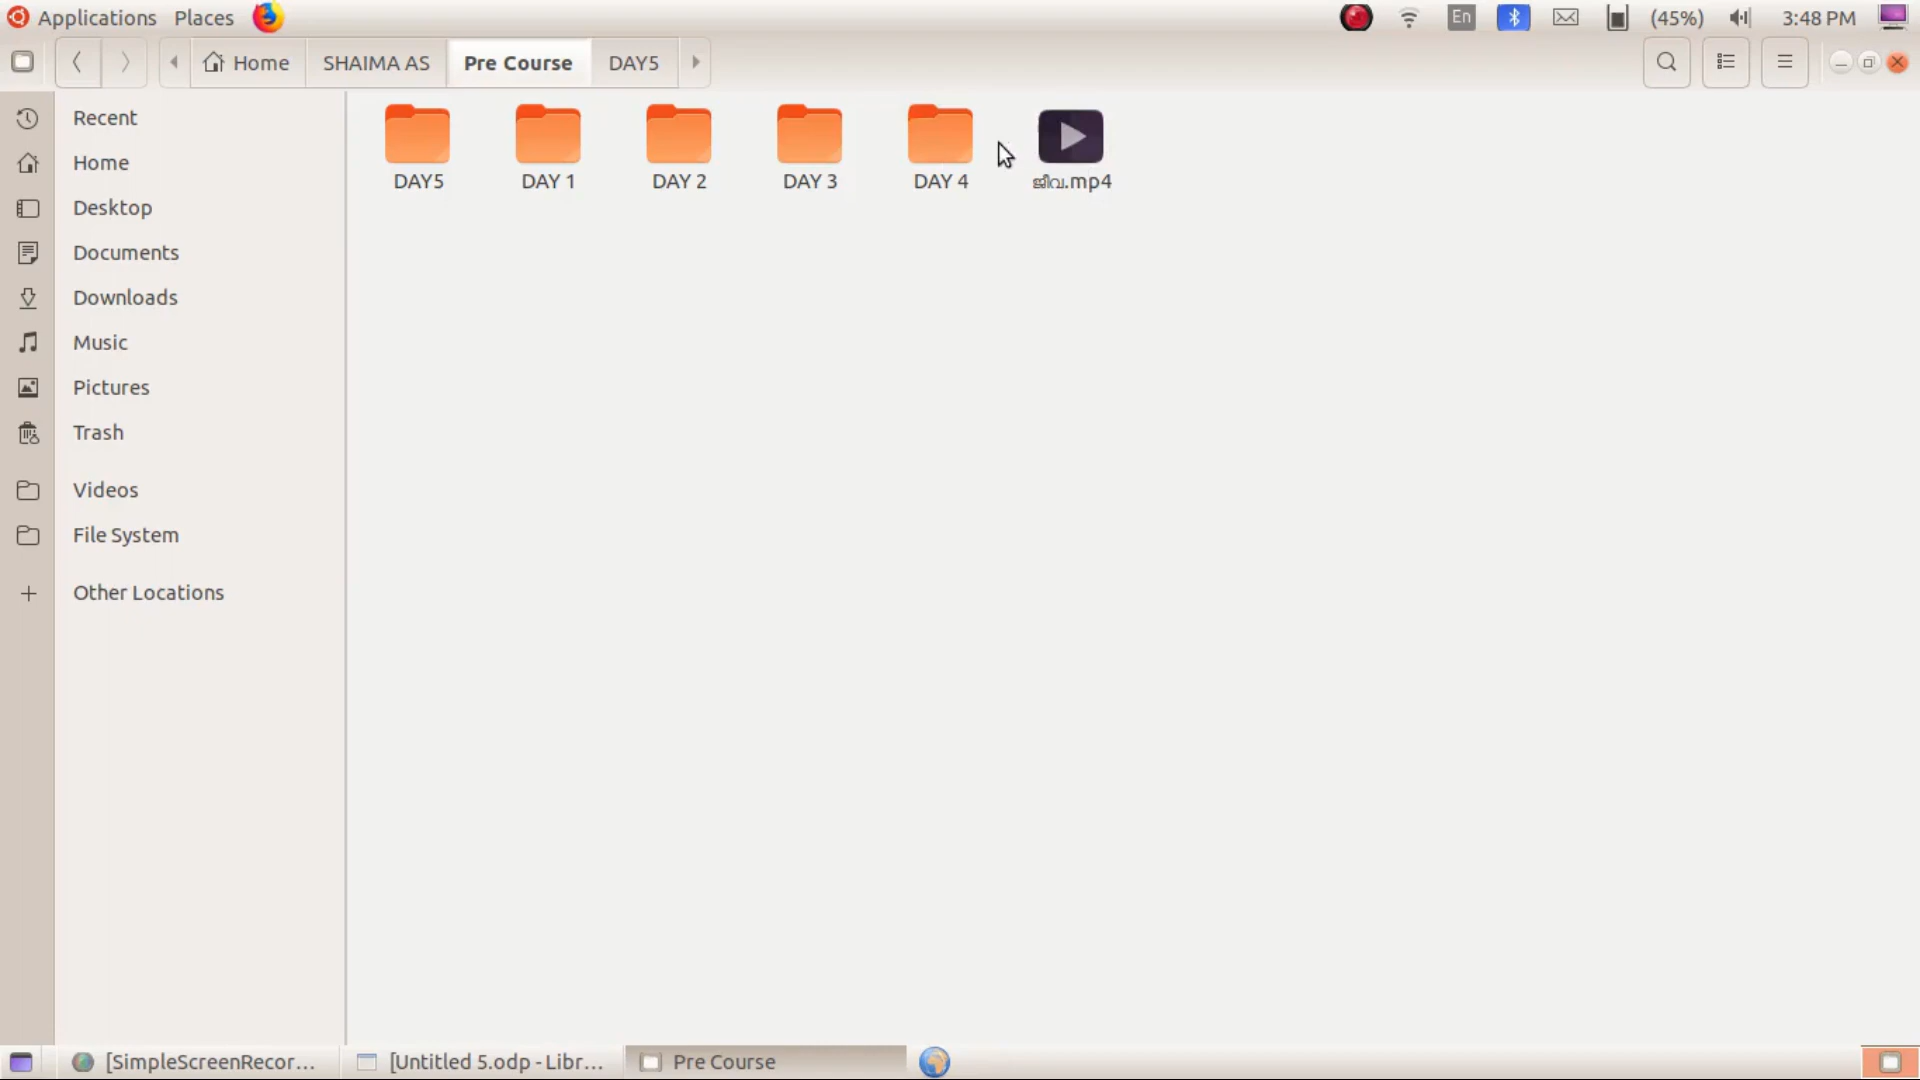 Applications Places En (45%) 3:48 PM
Home SHAIMA AS Pre Course DAY5
Recent
Home
Desktop
Documents
Downloads
Music
Pictures
Trash
Videos
File System
Other Locations
DAY5 DAY 1 DAY 2 DAY 3 DAY 4 ജീവ.mp4
[SimpleScreenRecor... [Untitled 5.odp - Libr... Pre Course